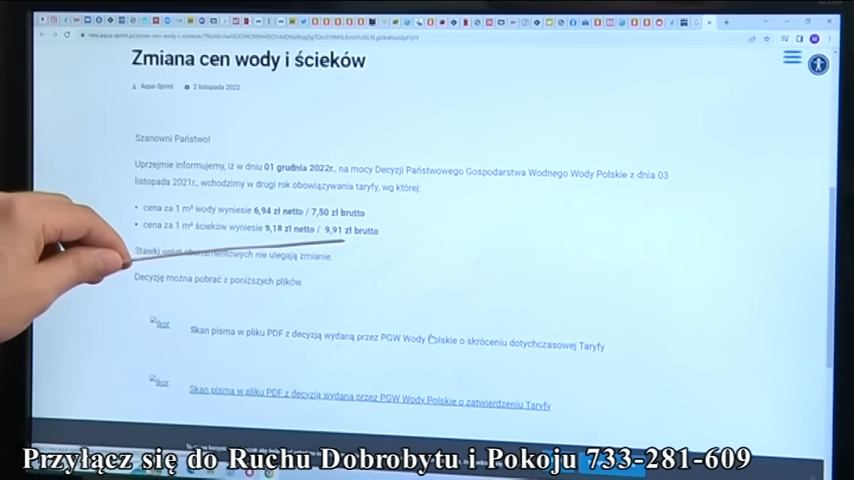 Zmiana cen wody i ścieków
Aqua-Sprint 2 listopada 2022
Szanowni Państwo!
Uprzejmie informujemy, iż w dniu 01 grudnia 2022r., na mocy Decyzji Państwowego Gospodarstwa Wodnego Wody Polskie z dnia 03
listopada 2021r., wchodzimy w drugi rok obowiązywania taryfy, wg której:
• cena za 1 m³ wody wyniesie 6,94 zł netto / 7,50 zł brutto
• cena za 1 m³ ścieków wyniesie 9,18 zł netto / 9,91 zł brutto
Stawki opłat abonamentowych nie ulegają zmianie.
Decyzję można pobrać z poniższych plików.
Ikor Skan pisma w pliku PDF z decyzją wydaną przez PGW Wody Polskie o skróceniu dotychczasowej Taryfy
Ikor Skan pisma w pliku PDF z decyzją wydaną przez PGW Wody Polskie o zatwierdzeniu Taryfy
Przyłącz się do Ruchu Dobrobytu i Pokoju 733-281-609